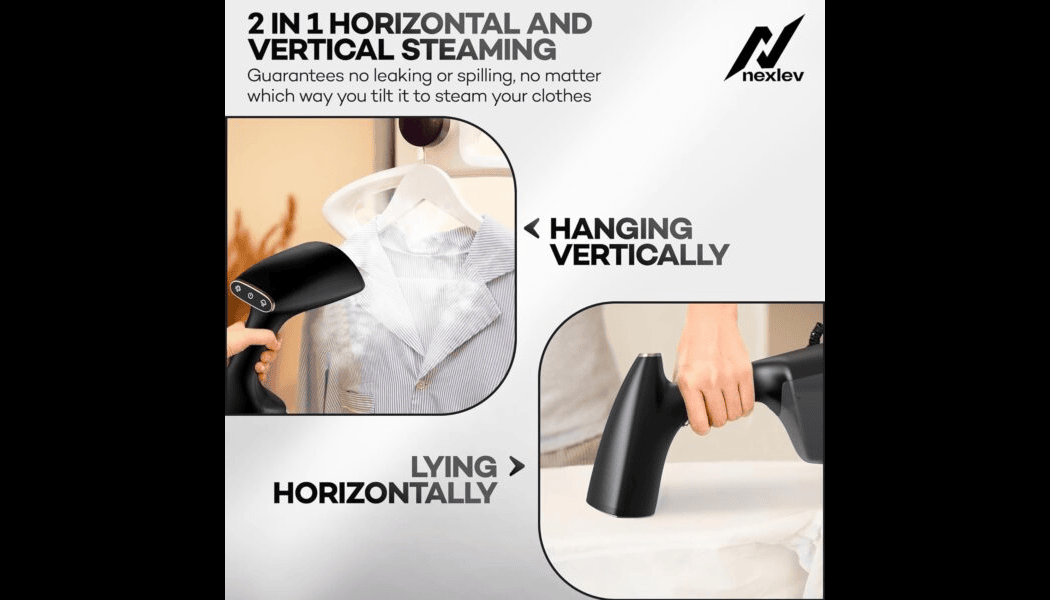 2 IN 1 HORIZONTAL AND
VERTICAL STEAMING
Guarantees no leaking or spilling, no matter
which way you tilt it to steam your clothes
nexlev
HANGING
VERTICALLY
LYING
HORIZONTALLY